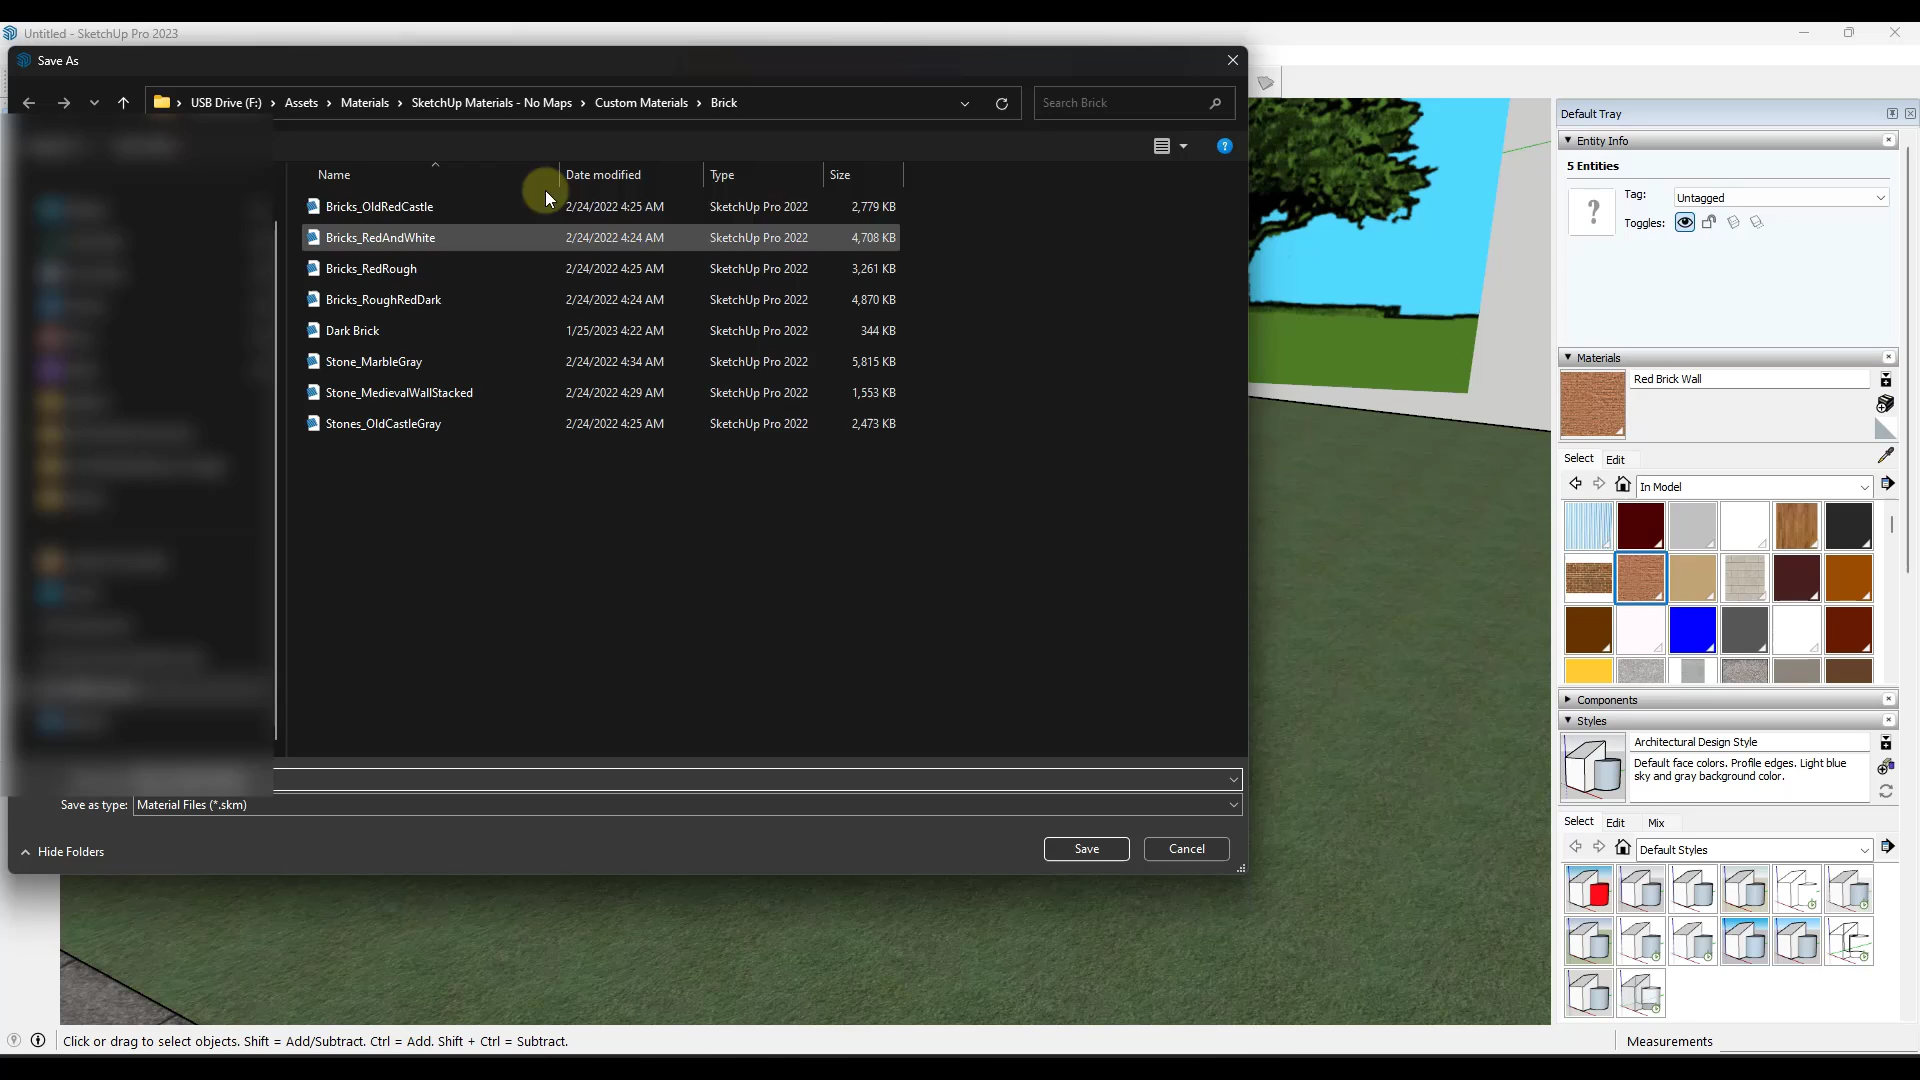 Untitled - SketchUp Pro 2023
Save As
USB Drive (F:) › Assets › Materials › SketchUp Materials - No Maps › Custom Materials › Brick
Search Brick
Name Date modified Type Size
Bricks_OldRedCastle 2/24/2022 4:25 AM SketchUp Pro 2022 2,779 KB
Bricks_RedAndWhite 2/24/2022 4:24 AM SketchUp Pro 2022 4,708 KB
Bricks_RedRough 2/24/2022 4:25 AM SketchUp Pro 2022 3,261 KB
Bricks_RoughRedDark 2/24/2022 4:24 AM SketchUp Pro 2022 4,870 KB
Dark Brick 1/25/2023 4:22 AM SketchUp Pro 2022 344 KB
Stone_MarbleGray 2/24/2022 4:34 AM SketchUp Pro 2022 5,815 KB
Stone_MedievalWallStacked 2/24/2022 4:29 AM SketchUp Pro 2022 1,553 KB
Stones_OldCastleGray 2/24/2022 4:25 AM SketchUp Pro 2022 2,473 KB
Save as type: Material Files (*.skm)
Hide Folders
Save Cancel
Default Tray
Entity Info
5 Entities
?
Tag: Untagged
Toggles:
Materials
Red Brick Wall
Select Edit
In Model
Components
Styles
Architectural Design Style
Default face colors. Profile edges. Light blue
sky and gray background color.
Select Edit Mix
Default Styles
Click or drag to select objects. Shift = Add/Subtract. Ctrl = Add. Shift + Ctrl = Subtract.
Measurements